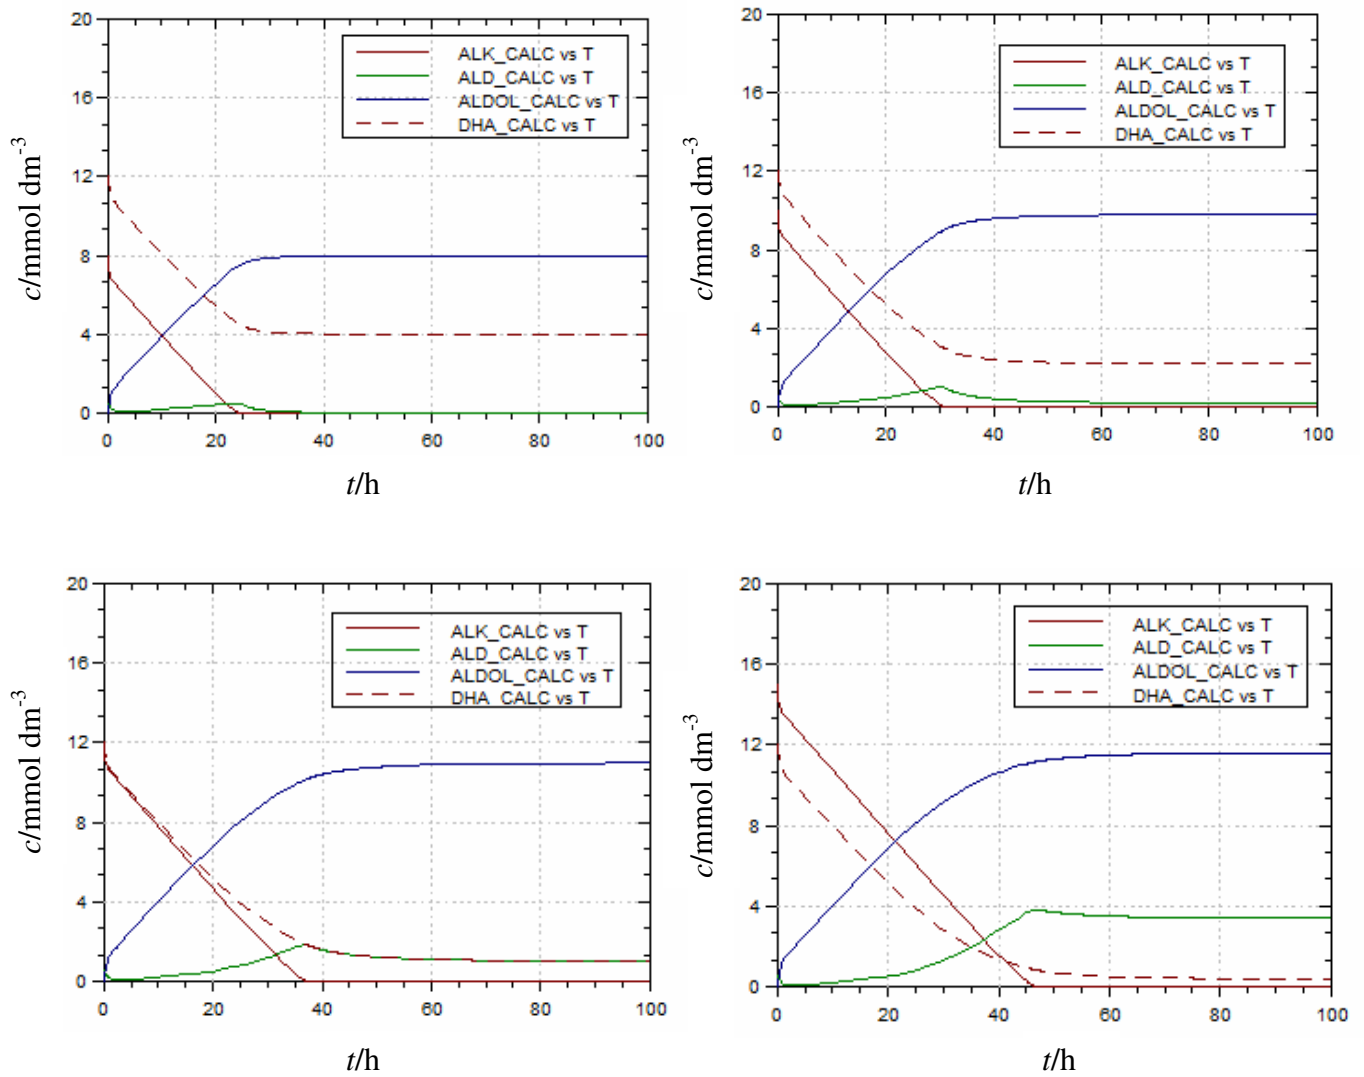 20
16
12
8
4
0
c/mmol dm-3
ALK_CALC vs T
ALD_CALC vs T
ALDOL_CALC vs T
DHA_CALC vs T
0 20 40 60 80 100
t/h
20
16
12
8
4
0
c/mmol dm-3
ALK_CALC vs T
ALD_CALC vs T
ALDOL_CALC vs T
DHA_CALC vs T
0 20 40 60 80 100
t/h
20
16
12
8
4
0
c/mmol dm-3
ALK_CALC vs T
ALD_CALC vs T
ALDOL_CALC vs T
DHA_CALC vs T
0 20 40 60 80 100
t/h
20
16
12
8
4
0
c/mmol dm-3
ALK_CALC vs T
ALD_CALC vs T
ALDOL_CALC vs T
DHA_CALC vs T
0 20 40 60 80 100
t/h